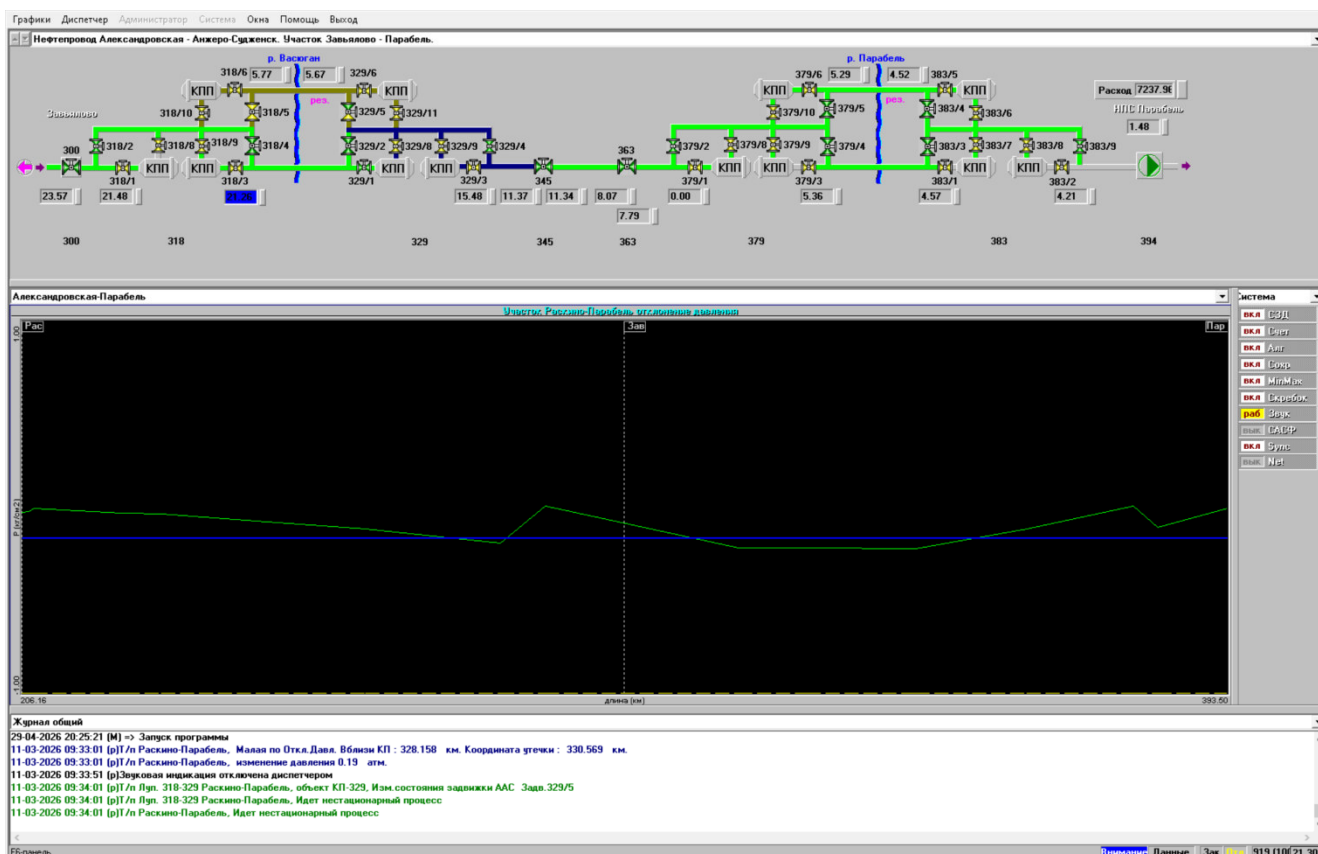 Графики Диспетчер Администратор Система Окна Помощь Выход
Нефтепровод Александровская - Анжеро-Судженск. Участок Завьялово - Парабель.
р. Васюган р. Парабель
318/6 5.77 5.67 329/6 379/6 5.29 4.52 383/5
КПП КПП КПП КПП Расход 7237.96
рез. рез.
318/10 318/5 329/5 329/11 379/10 379/5 383/4 383/6
Завьялово НПС Парабель
1.48
300 318/2 318/8 318/9 318/4 329/2 329/8 329/9 329/4 363 379/2 379/8 379/9 379/4 383/3 383/7 383/8 383/9
КПП КПП КПП КПП КПП КПП КПП КПП
318/1 318/3 329/1 329/3 345 379/1 379/3 383/1 383/2
23.57 21.48 21.26 15.48 11.37 11.34 8.07 0.00 5.36 4.57 4.21
7.79
300 318 329 345 363 379 383 394
Александровская-Парабель
Система
Участок Раскино-Парабель отклонение давления
Рас Зав Пар
1.00
P (кг/см2)
-1.00
206.16 длина (км) 393.50
вкл СЭД
вкл Счет
вкл Алг
вкл Сохр
вкл MinMax
вкл Скребок
раб Звук
вык САСФ
вкл Sync
вык Net
Журнал общий
29-04-2026 20:25:21 (М) => Запуск программы
11-03-2026 09:33:01 (р)Т/п Раскино-Парабель, Малая по Откл.Давл. Вблизи КП : 328.158 км. Координата утечки : 330.569 км.
11-03-2026 09:33:01 (р)Т/п Раскино-Парабель, изменение давления 0.19 атм.
11-03-2026 09:33:51 (р)Звуковая индикация отключена диспетчером
11-03-2026 09:34:01 (р)Т/п Луп. 318-329 Раскино-Парабель, объект КП-329, Изм.состояния задвижки ААС Задв.329/5
11-03-2026 09:34:01 (р)Т/п Луп. 318-329 Раскино-Парабель, Идет нестационарный процесс
11-03-2026 09:34:01 (р)Т/п Раскино-Парабель, Идет нестационарный процесс
Внимание Данные Зак